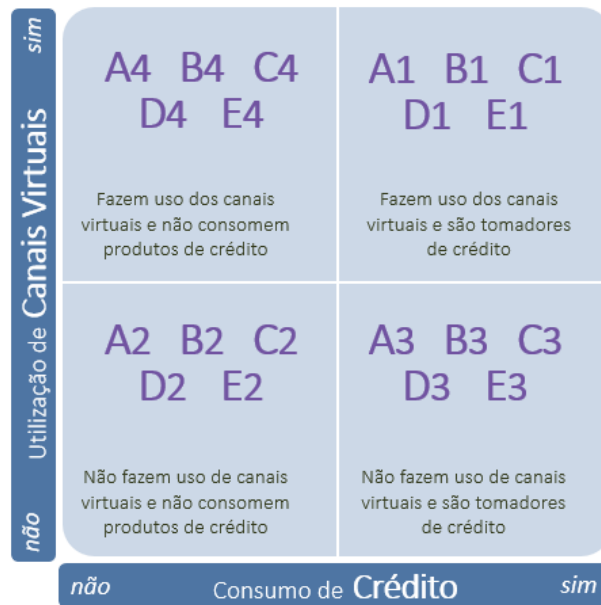 sim
Utilização de Canais Virtuais
não
A4 B4 C4
D4 E4
Fazem uso dos canais
virtuais e não consomem
produtos de crédito
A1 B1 C1
D1 E1
Fazem uso dos canais
virtuais e são tomadores
de crédito
A2 B2 C2
D2 E2
Não fazem uso de canais
virtuais e não consomem
produtos de crédito
A3 B3 C3
D3 E3
Não fazem uso de canais
virtuais e são tomadores
de crédito
não Consumo de Crédito sim